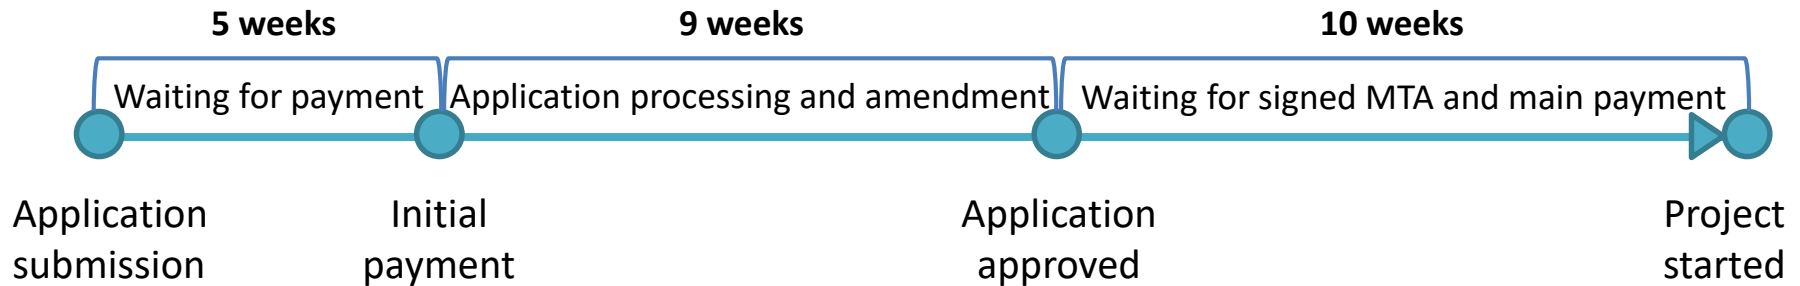 5 weeks
9 weeks
10 weeks
Waiting for payment
Application processing and amendment
Waiting for signed MTA and main payment
Application
submission
Initial
payment
Application
approved
Project
started